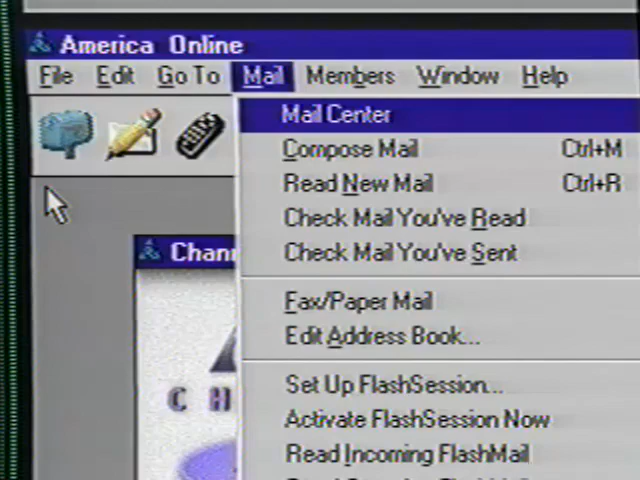 America Online
File Edit Go To Mail Members Window Help
Mail Center
Compose Mail Ctrl+M
Read New Mail Ctrl+R
Check Mail You've Read
Check Mail You've Sent
Fax/Paper Mail
Edit Address Book...
Set Up FlashSession...
Activate FlashSession Now
Read Incoming FlashMail
Chann
C H